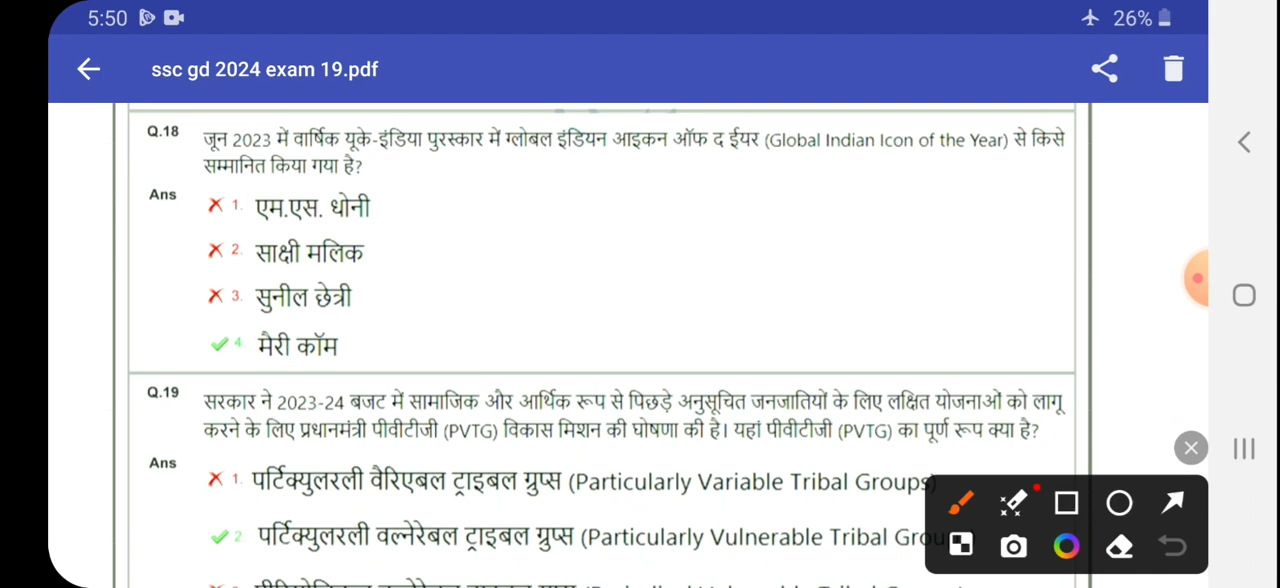 5:50 26%
ssc gd 2024 exam 19.pdf
Q.18 जून 2023 में वार्षिक यूके-इंडिया पुरस्कार में ग्लोबल इंडियन आइकन ऑफ द ईयर (Global Indian Icon of the Year) से किसे
सम्मानित किया गया है?
Ans 1. एम.एस. धोनी
2. साक्षी मलिक
3. सुनील छेत्री
4. मैरी कॉम
Q.19 सरकार ने 2023-24 बजट में सामाजिक और आर्थिक रूप से पिछड़े अनुसूचित जनजातियों के लिए लक्षित योजनाओं को लागू
करने के लिए प्रधानमंत्री पीवीटीजी (PVTG) विकास मिशन की घोषणा की है। यहां पीवीटीजी (PVTG) का पूर्ण रूप क्या है?
Ans 1. पर्टिक्युलरली वैरिएबल ट्राइबल ग्रुप्स (Particularly Variable Tribal Groups)
2 पर्टिक्युलरली वल्नेरेबल ट्राइबल ग्रुप्स (Particularly Vulnerable Tribal Grou